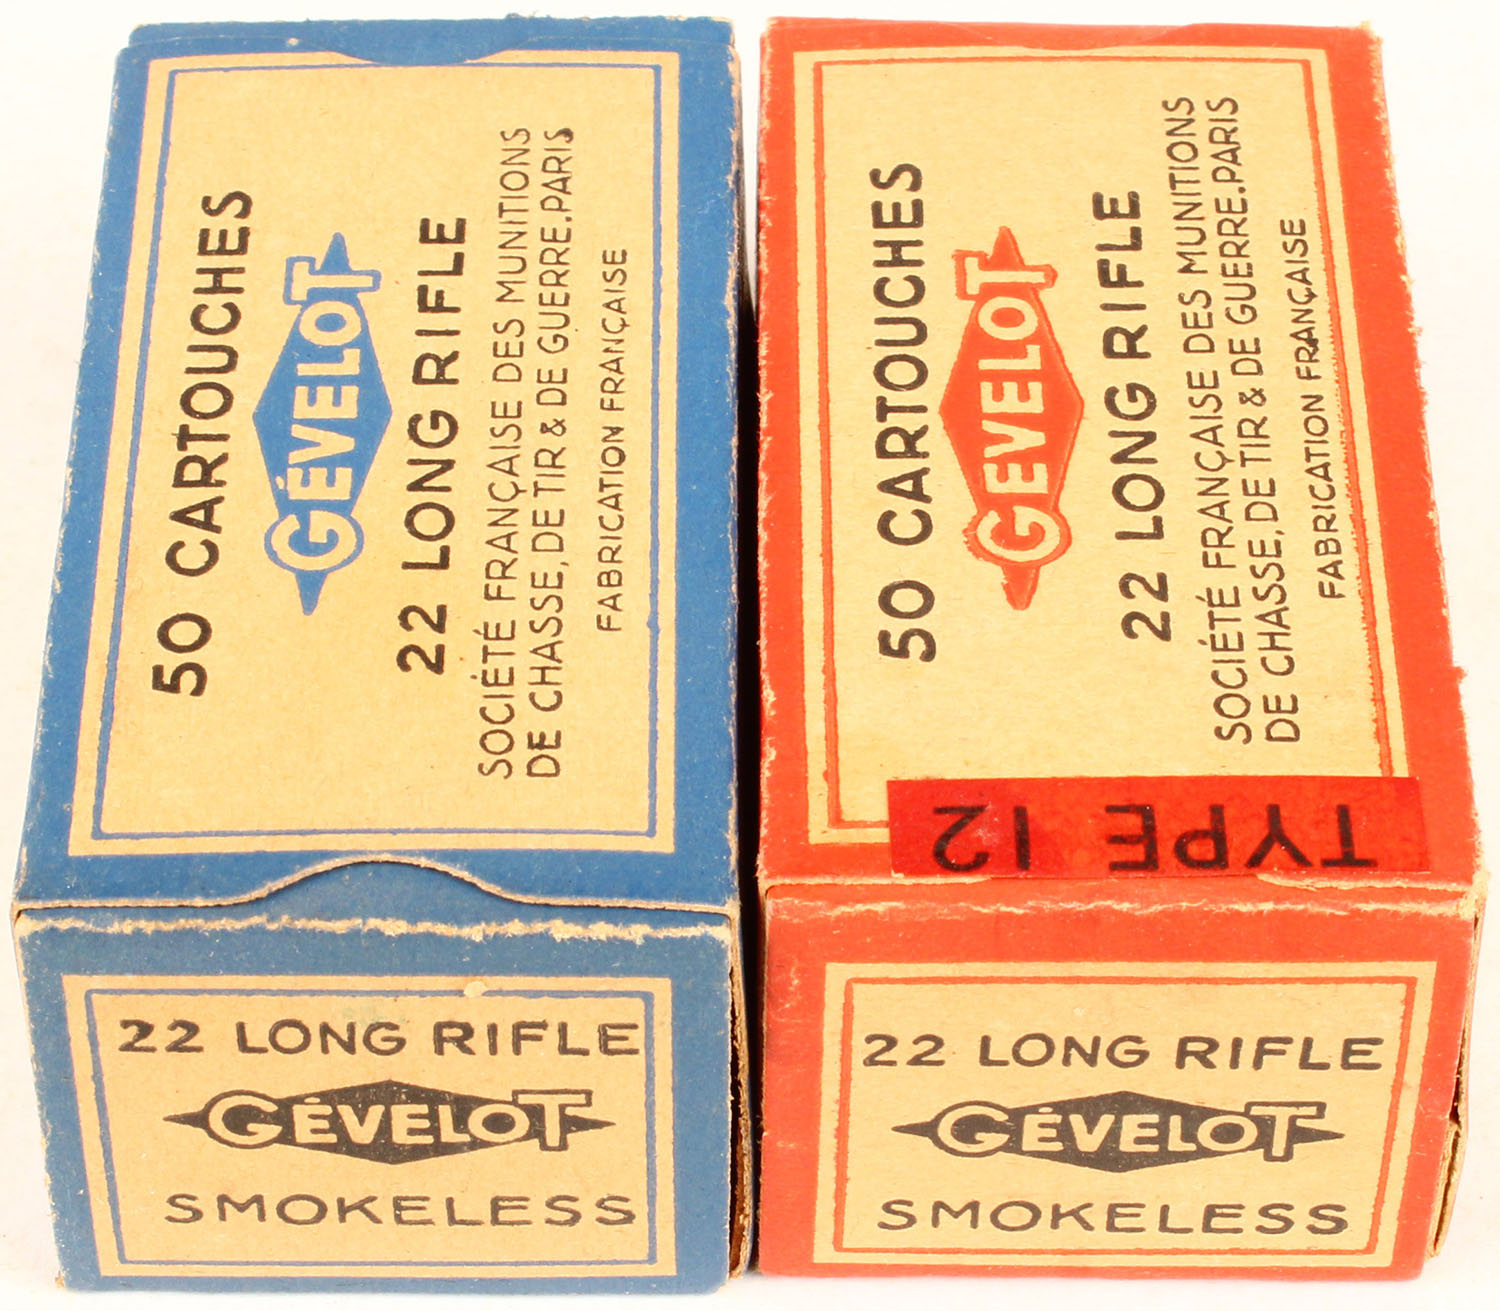 50 CARTOUCHES
GÉVELOT
22 LONG RIFLE
SOCIÉTÉ FRANÇAISE DES MUNITIONS
DE CHASSE, DE TIR & DE GUERRE. PARIS
FABRICATION FRANÇAISE
22 LONG RIFLE
GÉVELOT
SMOKELESS
50 CARTOUCHES
GÉVELOT
22 LONG RIFLE
SOCIÉTÉ FRANÇAISE DES MUNITIONS
DE CHASSE, DE TIR & DE GUERRE. PARIS
FABRICATION FRANÇAISE
TYPE 12
22 LONG RIFLE
GÉVELOT
SMOKELESS